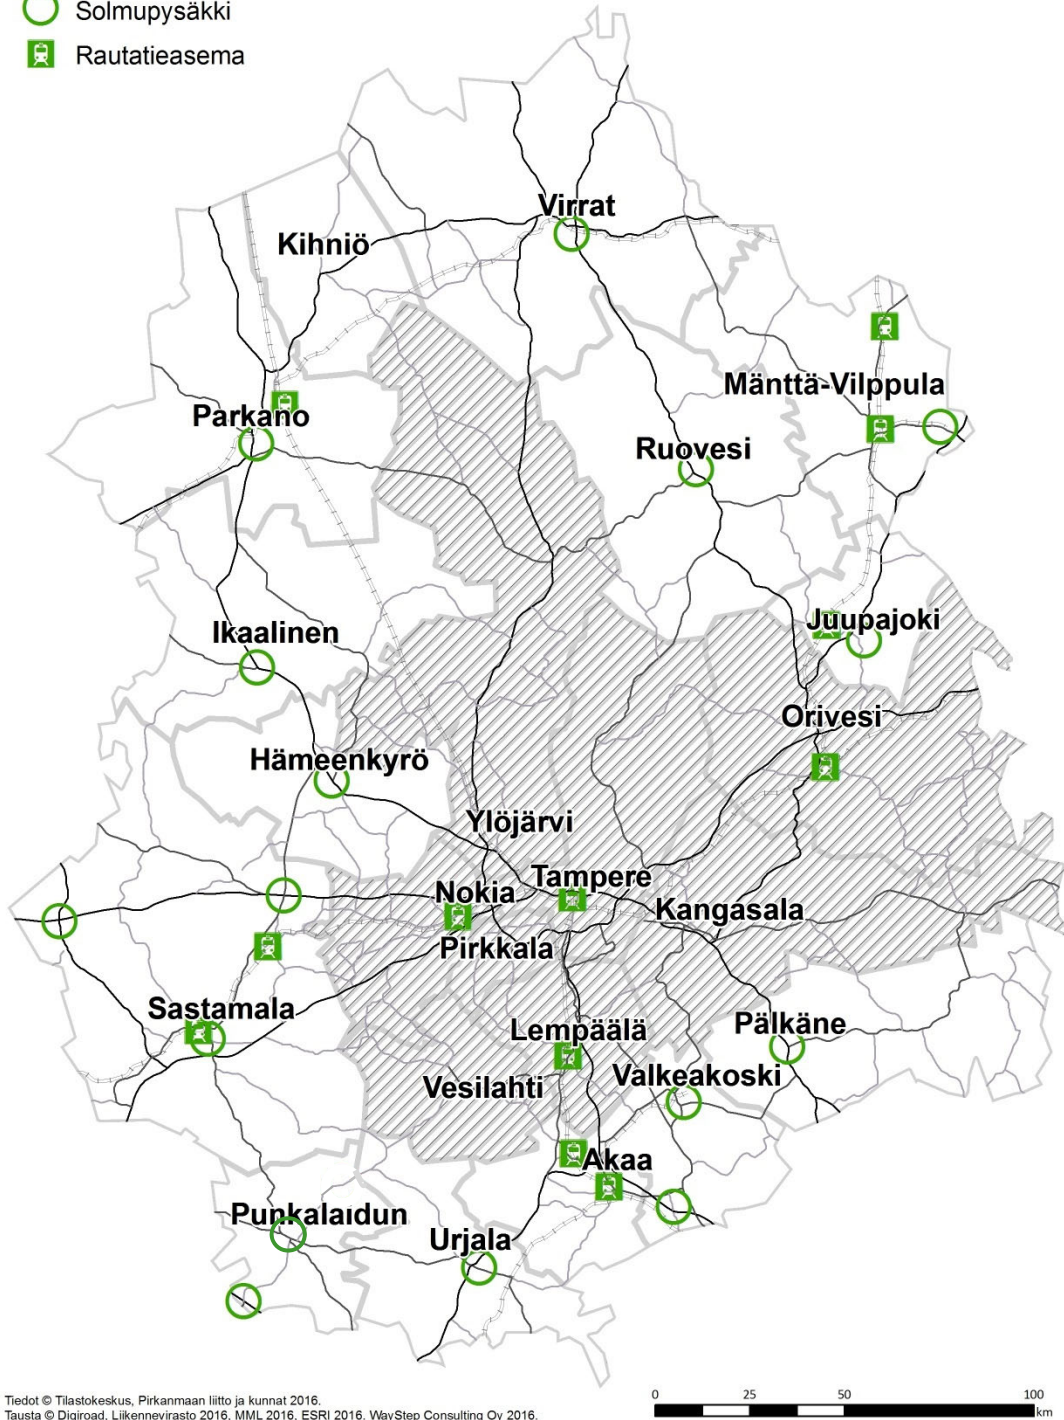 Solmupysäkki
Rautatieasema
Virrat
Kihniö
Mänttä-Vilppula
Parkano
Ruovesi
Juupajoki
Ikaalinen
Orivesi
Hämeenkyrö
Ylöjärvi
Tampere
Nokia
Kangasala
Pirkkala
Sastamala
Pälkäne
Lempäälä
Valkeakoski
Vesilahti
Akaa
Punkalaidun
Urjala
0 25 50 100
km
Tiedot © Tilastokeskus, Pirkanmaan liitto ja kunnat 2016.
Tausta © Digiroad, Liikennevirasto 2016, MML 2016, ESRI 2016, WayStep Consulting Oy 2016.